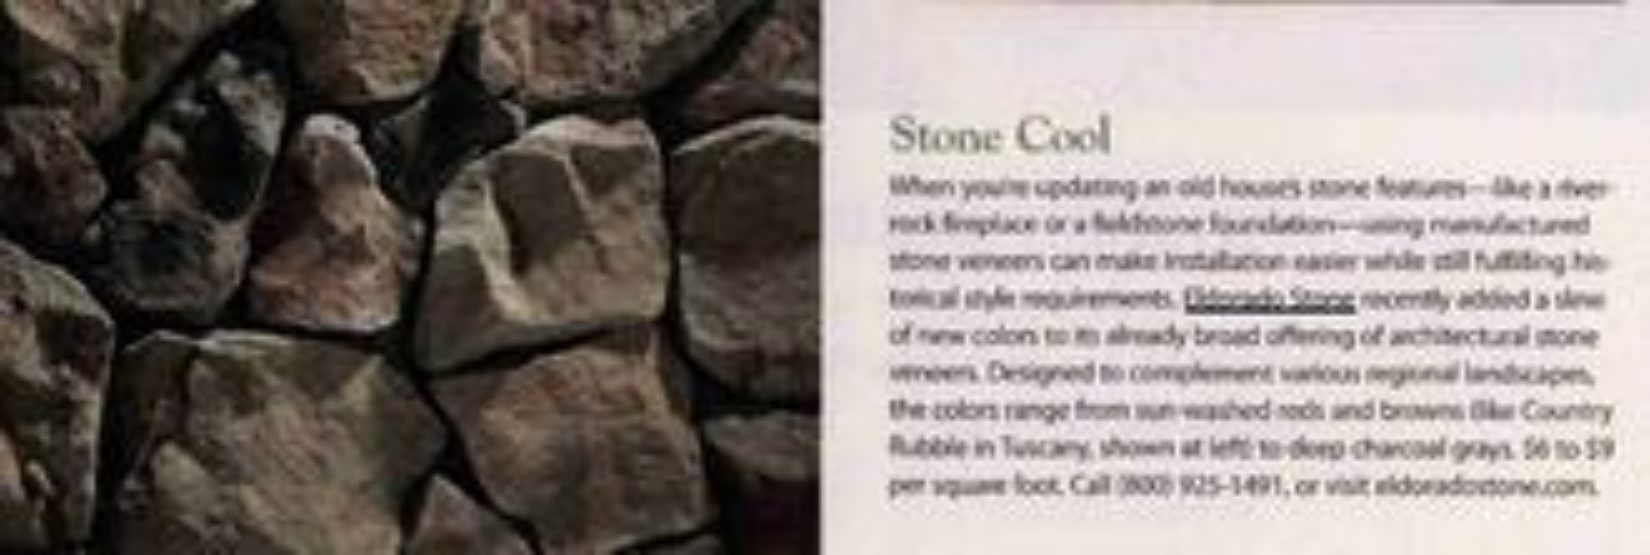 Stone Cool
When you're updating an old house's stone features—like a river-
rock fireplace or a fieldstone foundation—using manufactured
stone veneers can make installation easier while still fulfilling his-
torical style requirements. Eldorado Stone recently added a slew
of new colors to its already broad offering of architectural stone
veneers. Designed to complement various regional landscapes,
the colors range from sun-washed reds and browns (like Country
Rubble in Tuscany, shown at left) to deep charcoal grays. $6 to $9
per square foot. Call (800) 925-1491, or visit eldoradostone.com.